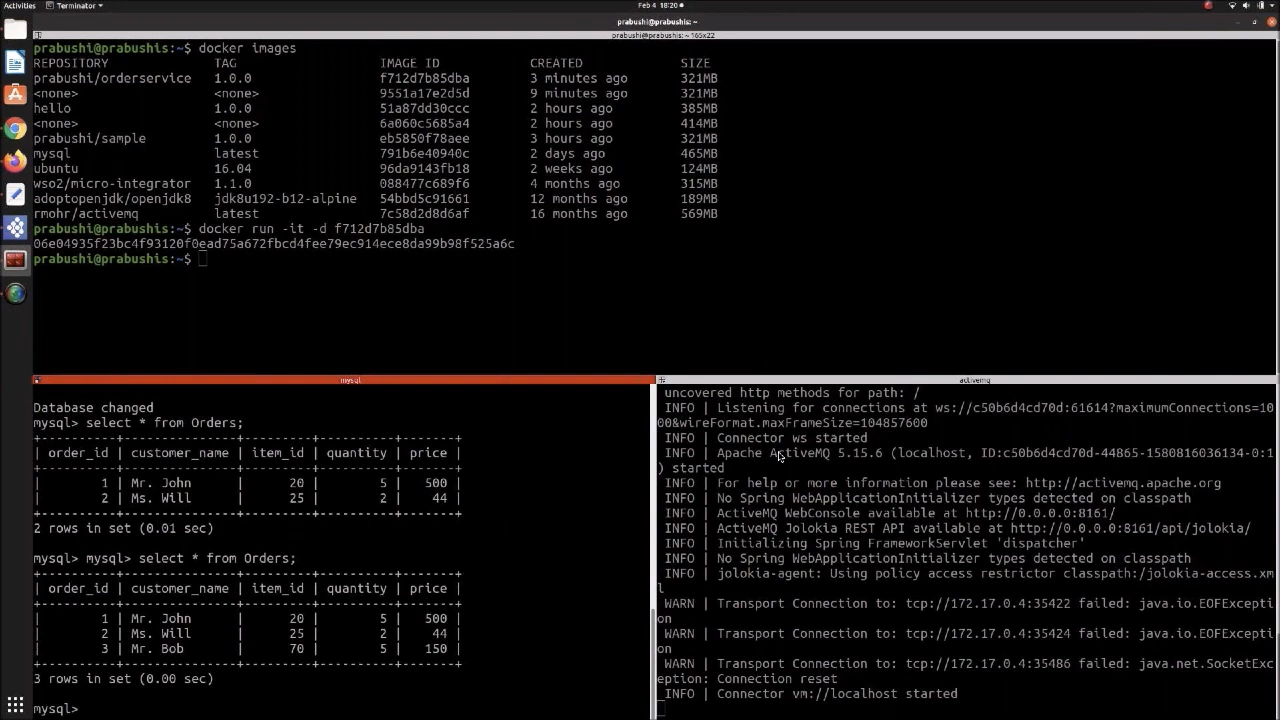 Activities Terminator Feb 4 18:20
prabushi@prabushis: ~
prabushi@prabushis: ~ 165x22
prabushi@prabushis:~$ docker images
REPOSITORY TAG IMAGE ID CREATED SIZE
prabushi/orderservice 1.0.0 f712d7b85dba 3 minutes ago 321MB
<none> <none> 9551a17e2d5d 9 minutes ago 321MB
hello 1.0.0 51a87dd30ccc 2 hours ago 385MB
<none> <none> 6a060c5685a4 2 hours ago 414MB
prabushi/sample 1.0.0 eb5850f78aee 3 hours ago 321MB
mysql latest 791b6e40940c 2 days ago 465MB
ubuntu 16.04 96da9143fb18 2 weeks ago 124MB
wso2/micro-integrator 1.1.0 088477c689f6 4 months ago 315MB
adoptopenjdk/openjdk8 jdk8u192-b12-alpine 54bbd5c91661 12 months ago 189MB
rmohr/activemq latest 7c58d2d8d6af 16 months ago 569MB
prabushi@prabushis:~$ docker run -it -d f712d7b85dba
06e04935f23bc4f93120f0ead75a672fbcd4fee79ec914ece8da99b98f525a6c
prabushi@prabushis:~$
mysql
Database changed
mysql> select * from Orders;
+----------+---------------+---------+----------+-------+
| order_id | customer_name | item_id | quantity | price |
+----------+---------------+---------+----------+-------+
| 1 | Mr. John | 20 | 5 | 500 |
| 2 | Ms. Will | 25 | 2 | 44 |
+----------+---------------+---------+----------+-------+
2 rows in set (0.01 sec)
mysql> mysql> select * from Orders;
+----------+---------------+---------+----------+-------+
| order_id | customer_name | item_id | quantity | price |
+----------+---------------+---------+----------+-------+
| 1 | Mr. John | 20 | 5 | 500 |
| 2 | Ms. Will | 25 | 2 | 44 |
| 3 | Mr. Bob | 70 | 5 | 150 |
+----------+---------------+---------+----------+-------+
3 rows in set (0.00 sec)
mysql>
activemq
uncovered http methods for path: /
INFO | Listening for connections at ws://c50b6d4cd70d:61614?maximumConnections=10
00&wireFormat.maxFrameSize=104857600
INFO | Connector ws started
INFO | Apache ActiveMQ 5.15.6 (localhost, ID:c50b6d4cd70d-44865-1580816036134-0:1
) started
INFO | For help or more information please see: http://activemq.apache.org
INFO | No Spring WebApplicationInitializer types detected on classpath
INFO | ActiveMQ WebConsole available at http://0.0.0.0:8161/
INFO | ActiveMQ Jolokia REST API available at http://0.0.0.0:8161/api/jolokia/
INFO | Initializing Spring FrameworkServlet 'dispatcher'
INFO | No Spring WebApplicationInitializer types detected on classpath
INFO | jolokia-agent: Using policy access restrictor classpath:/jolokia-access.xm
l
WARN | Transport Connection to: tcp://172.17.0.4:35422 failed: java.io.EOFExcepti
on
WARN | Transport Connection to: tcp://172.17.0.4:35424 failed: java.io.EOFExcepti
on
WARN | Transport Connection to: tcp://172.17.0.4:35486 failed: java.net.SocketExc
eption: Connection reset
INFO | Connector vm://localhost started